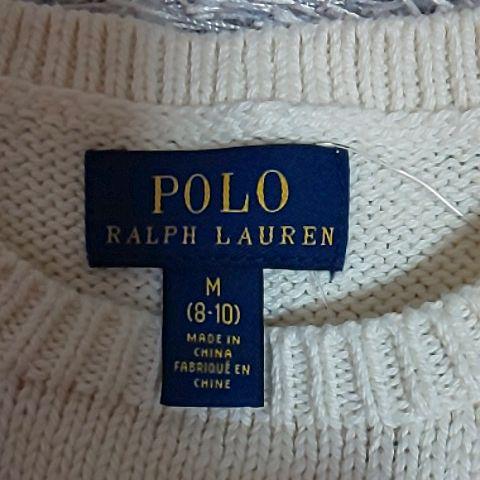 POLO
RALPH LAUREN
M
(8-10)
MADE IN
CHINA
FABRIQUÉ EN
CHINE